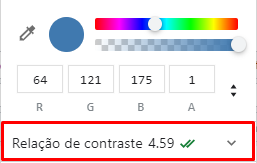 64 121 175 1
R G B A
Relação de contraste 4.59